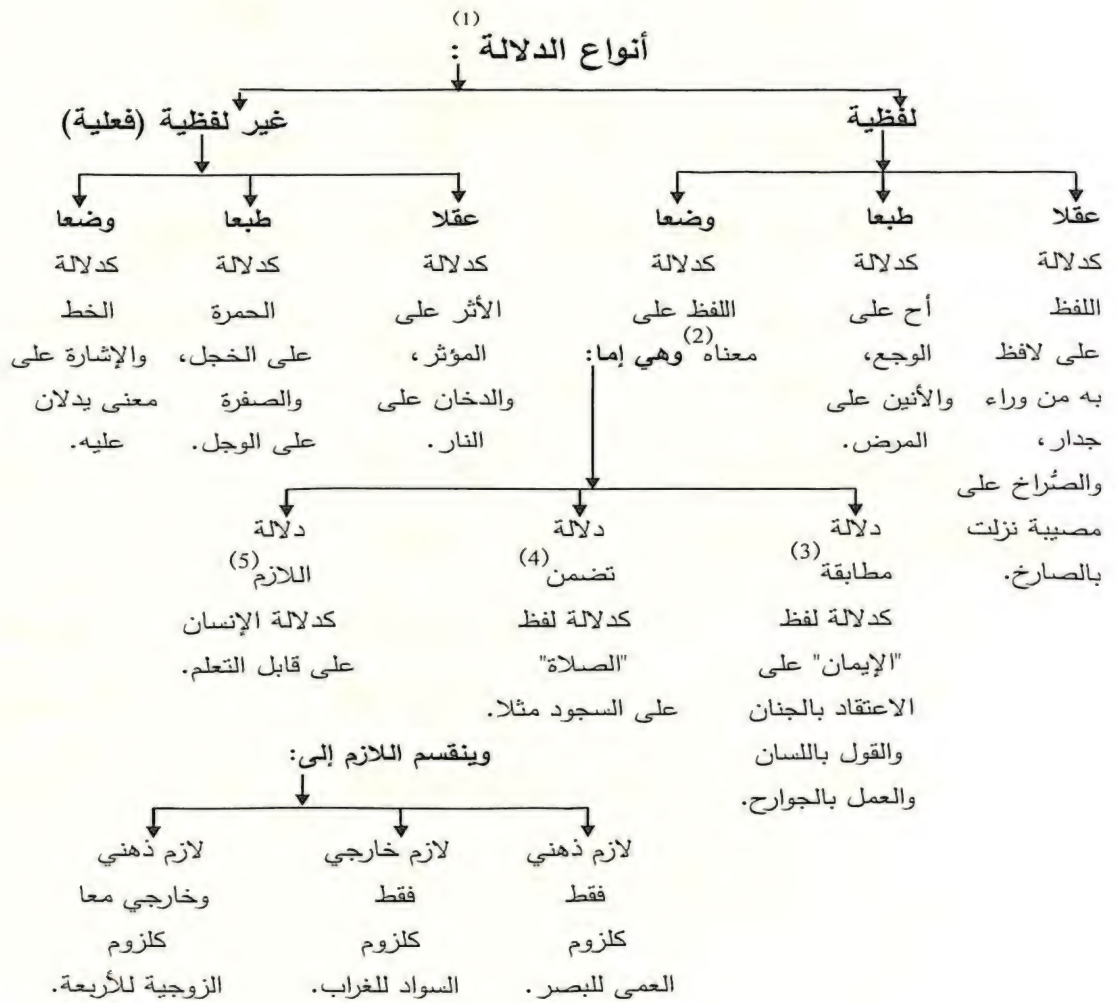 أنواع الدلالة (1) :
لفظية
غير لفظية (فعلية)
عقلا
كدلالة
اللفظ
على لافظ
به من وراء
جدار،
والصُّراخ على
مصيبة نزلت
بالصارخ.
طبعا
كدلالة
أح على
الوجع،
والأنين على
المرض.
وضعا
كدلالة
اللفظ على
معناه (2) وهي إما:
عقلا
كدلالة
الأثر على
المؤثر،
والدخان على
النار.
طبعا
كدلالة
الحمرة
على الخجل،
والصفرة
على الوجل.
وضعا
كدلالة
الخط
والإشارة على
معنى يدلان
عليه.
دلالة
مطابقة (3)
كدلالة لفظ
"الإيمان" على
الاعتقاد بالجنان
والقول باللسان
والعمل بالجوارح.
دلالة
تضمن (4)
كدلالة لفظ
"الصلاة"
على السجود مثلا.
دلالة
اللازم (5)
كدلالة الإنسان
على قابل التعلم.
وينقسم اللازم إلى:
لازم ذهني
فقط
كلزوم
العمى للبصر.
لازم خارجي
فقط
كلزوم
السواد للغراب.
لازم ذهني
وخارجي معا
كلزوم
الزوجية للأربعة.